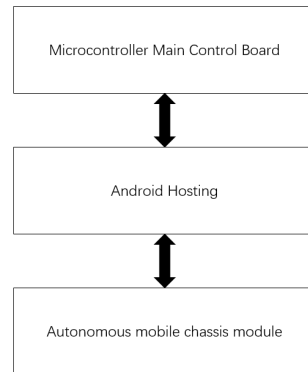 Microcontroller Main Control Board
Android Hosting
Autonomous mobile chassis module